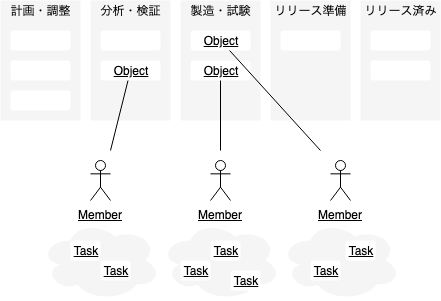 計画・調整
分析・検証
製造・試験
リリース準備
リリース済み
Object
Object
Object
Member
Member
Member
Task
Task
Task
Task
Task
Task
Task